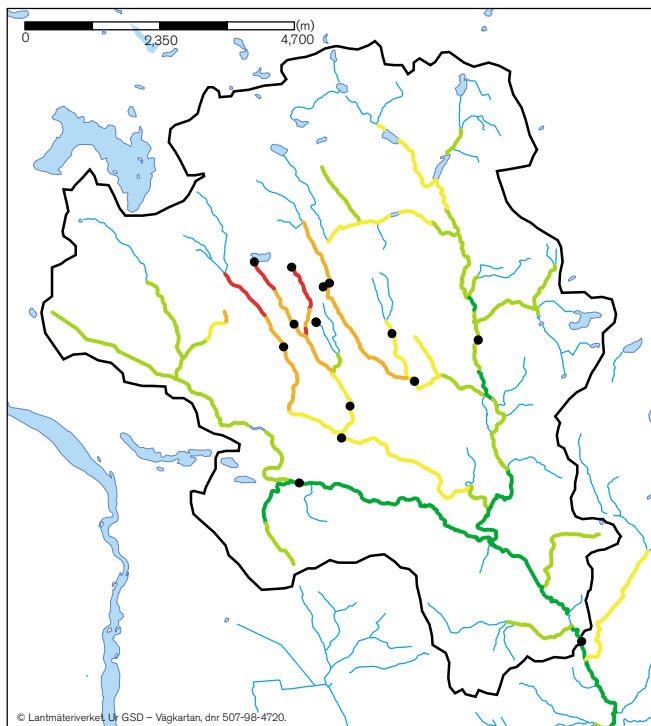 (m)
0 2,350 4,700
© Lantmäteriverket. Ur GSD – Vägkartan, dnr 507-98-4720.